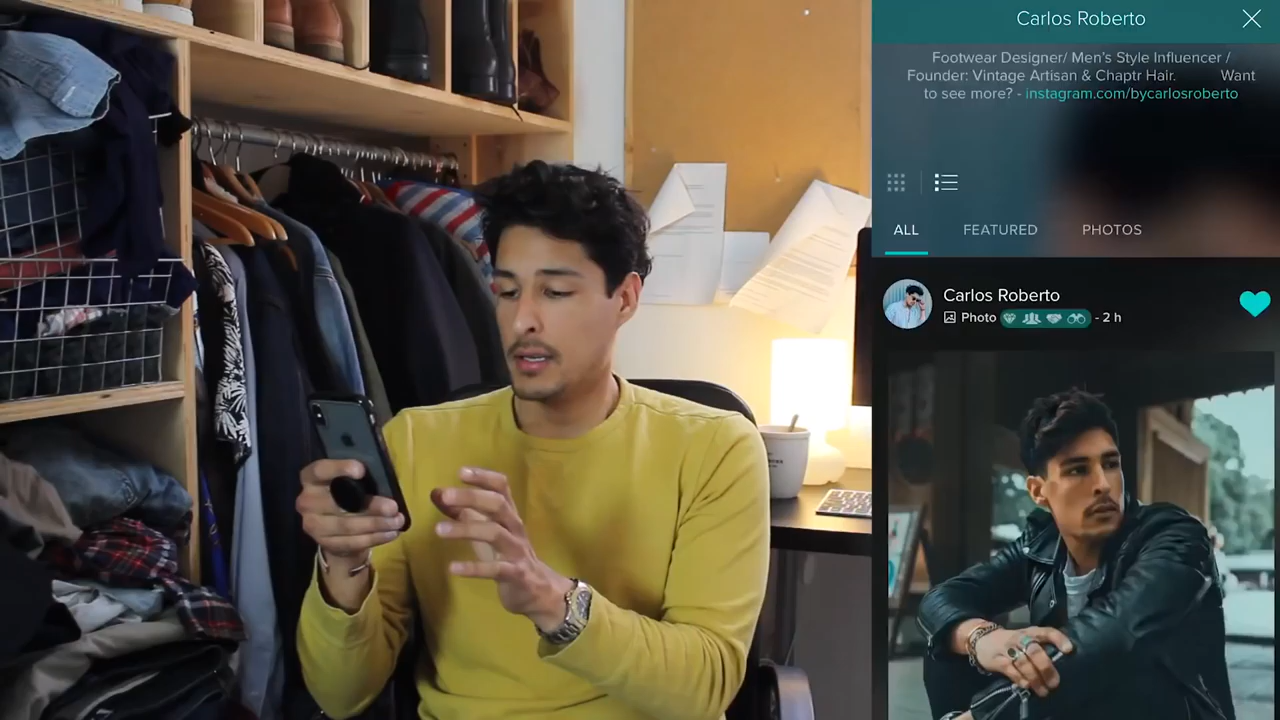 Carlos Roberto
Footwear Designer/ Men's Style Influencer /
Founder: Vintage Artisan & Chaptr Hair. Want
to see more? - instagram.com/bycarlosroberto
ALL FEATURED PHOTOS
Carlos Roberto
Photo - 2 h